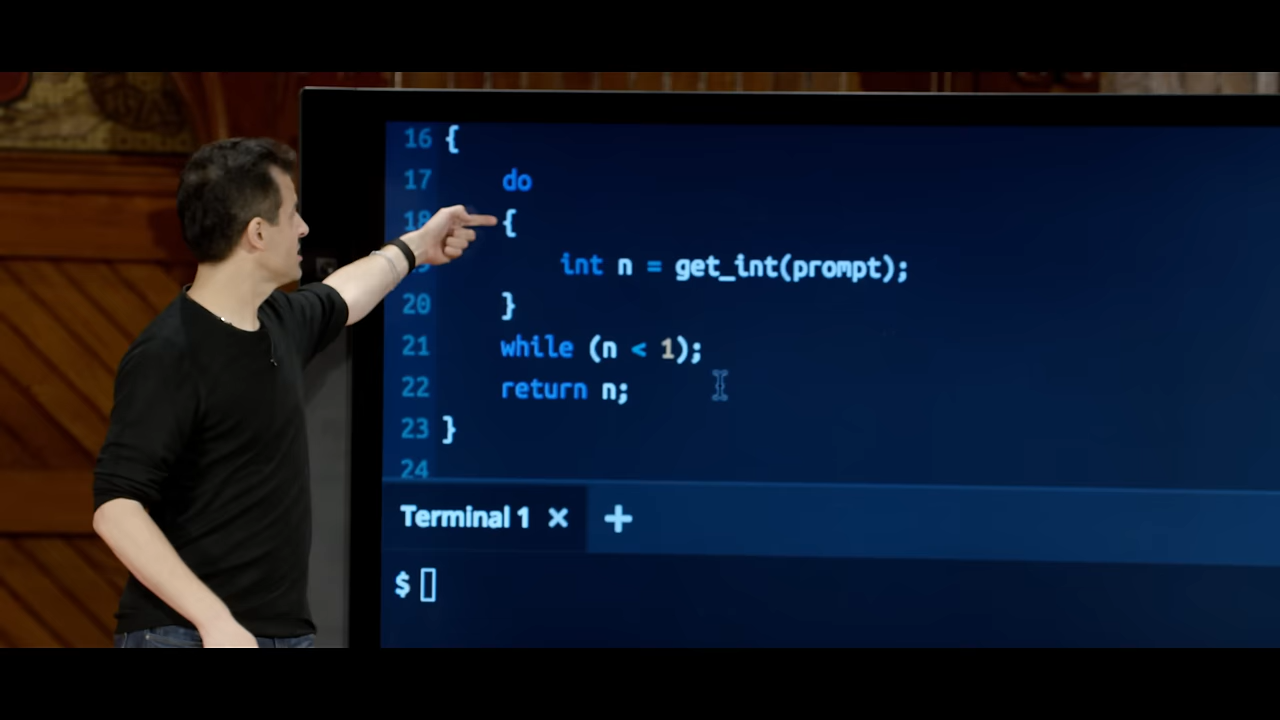 16 {
17 do
18 {
int n = get_int(prompt);
20 }
21 while (n < 1);
22 return n;
23 }
24
Terminal 1 × +
$